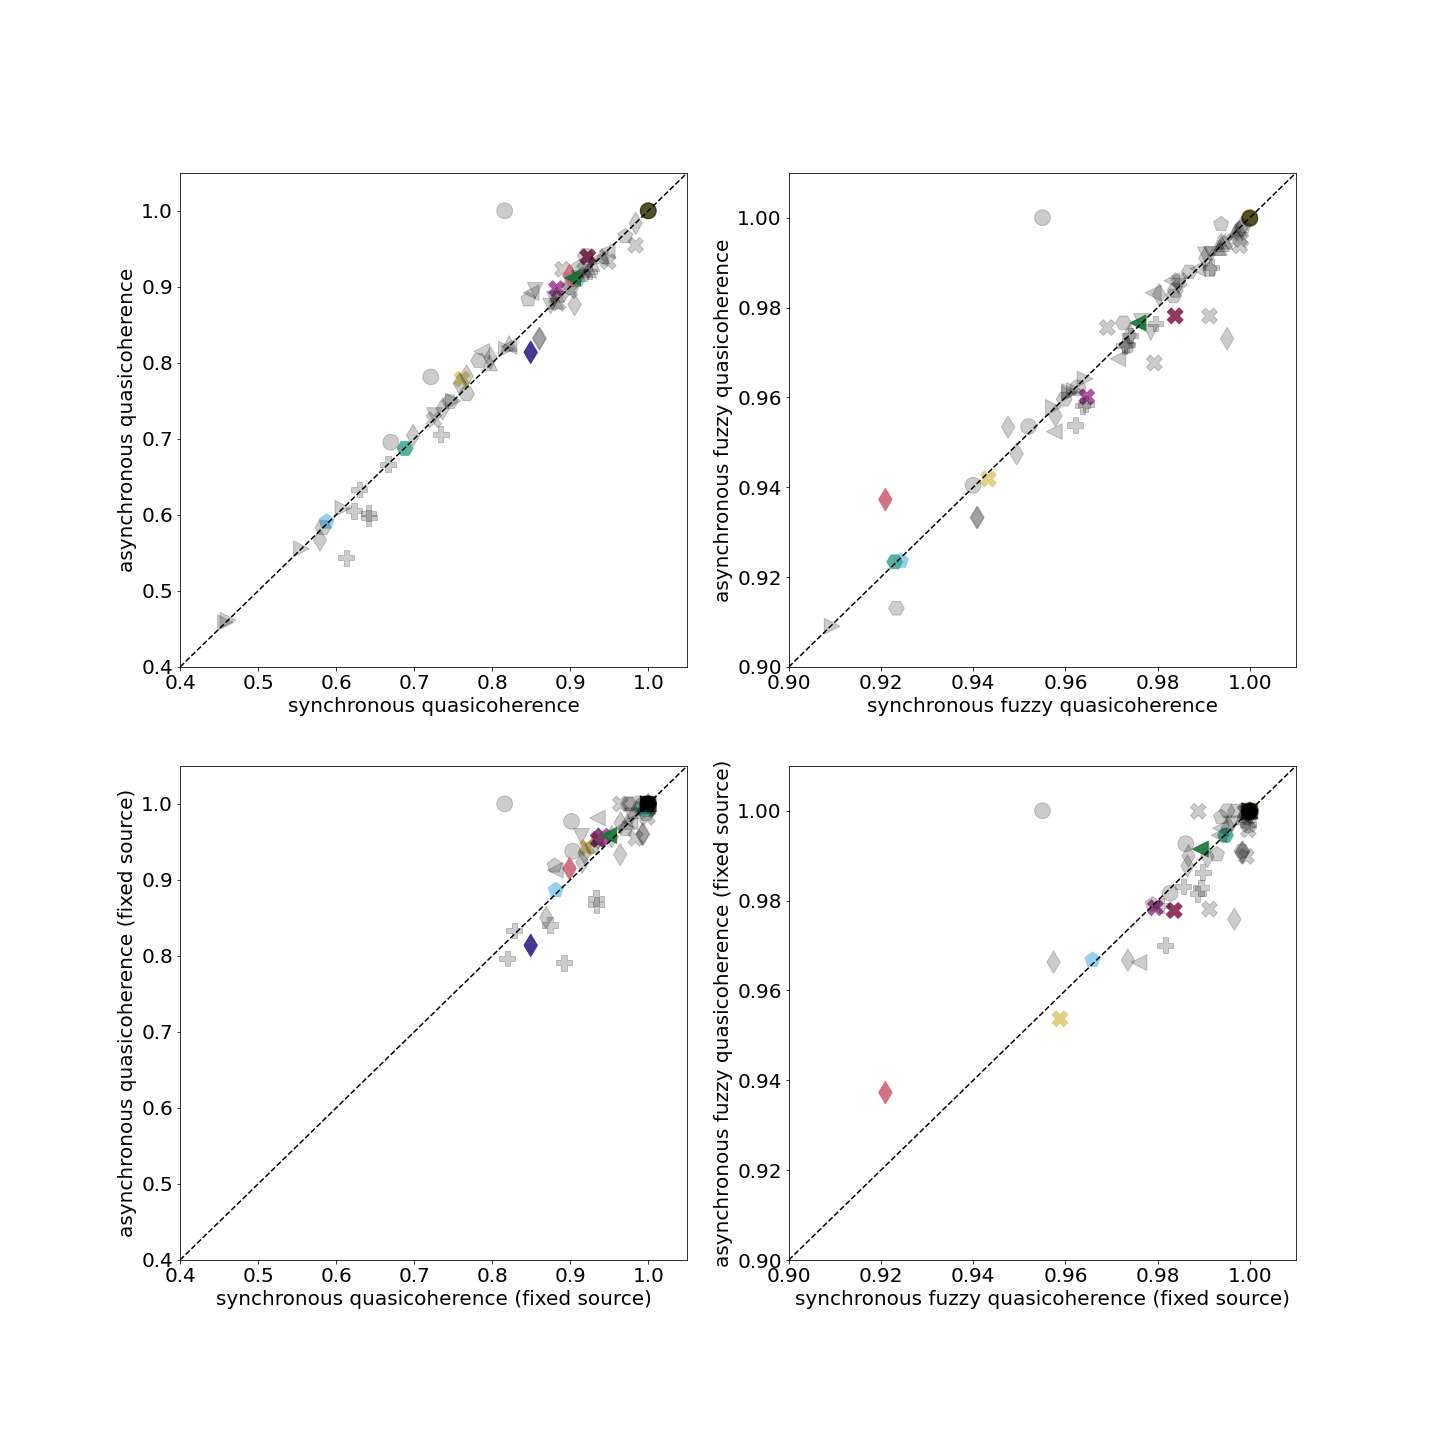 1.0
0.9
0.8
0.7
0.6
0.5
0.4
asynchronous quasicoherence
0.4 0.5 0.6 0.7 0.8 0.9 1.0
synchronous quasicoherence
1.00
0.98
0.96
0.94
0.92
0.90
asynchronous fuzzy quasicoherence
0.90 0.92 0.94 0.96 0.98 1.00
synchronous fuzzy quasicoherence
1.0
0.9
0.8
0.7
0.6
0.5
0.4
asynchronous quasicoherence (fixed source)
0.4 0.5 0.6 0.7 0.8 0.9 1.0
synchronous quasicoherence (fixed source)
1.00
0.98
0.96
0.94
0.92
0.90
asynchronous fuzzy quasicoherence (fixed source)
0.90 0.92 0.94 0.96 0.98 1.00
synchronous fuzzy quasicoherence (fixed source)